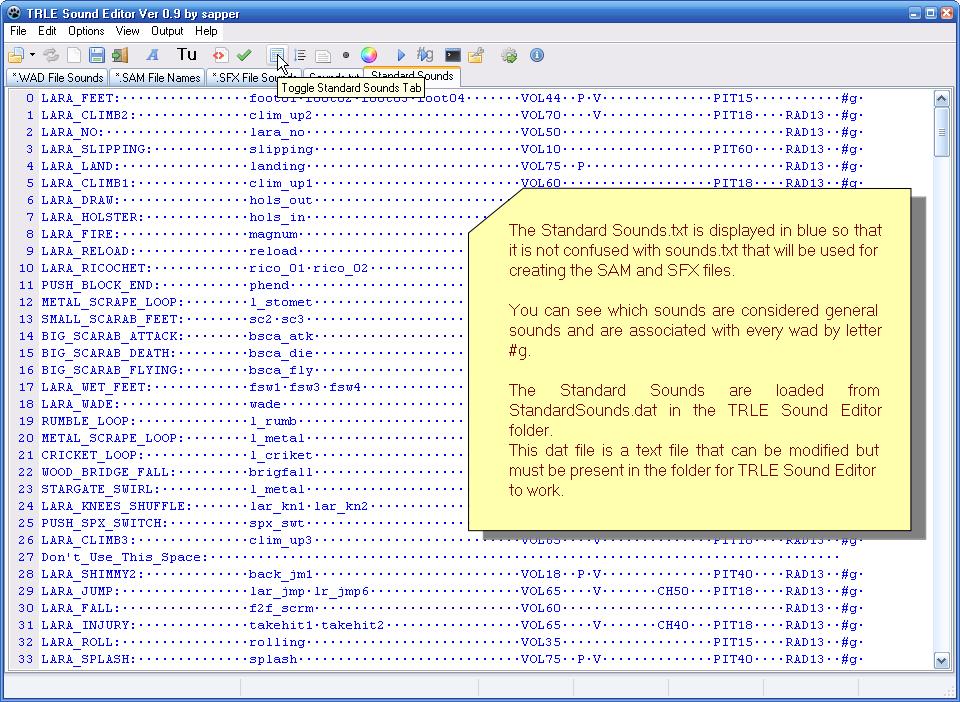 TRLE Sound Editor Ver 0.9 by sapper
File Edit Options View Output Help
Tu
*.WAD File Sounds *.SAM File Names *.SFX File Sounds Sounds.txt Standard Sounds
Toggle Standard Sounds Tab
0 LARA_FEET: foot01 foot02 foot03 foot04 VOL44 P V PIT15 RAD13 #g
1 LARA_CLIMB2: clim_up2 VOL70 V PIT18 RAD13 #g
2 LARA_NO: lara_no VOL50 RAD13 #g
3 LARA_SLIPPING: slipping VOL10 PIT60 RAD13 #g
4 LARA_LAND: landing VOL75 P RAD13 #g
5 LARA_CLIMB1: clim_up1 VOL60 PIT18 RAD13 #g
6 LARA_DRAW: hols_out
7 LARA_HOLSTER: hols_in
8 LARA_FIRE: magnum
9 LARA_RELOAD: reload
10 LARA_RICOCHET: rico_01 rico_02
11 PUSH_BLOCK_END: phend
12 METAL_SCRAPE_LOOP: l_stomet
13 SMALL_SCARAB_FEET: sc2 sc3
14 BIG_SCARAB_ATTACK: bsca_atk
15 BIG_SCARAB_DEATH: bsca_die
16 BIG_SCARAB_FLYING: bsca_fly
17 LARA_WET_FEET: fsw1 fsw3 fsw4
18 LARA_WADE: wade
19 RUMBLE_LOOP: l_rumb
20 METAL_SCRAPE_LOOP: l_metal
21 CRICKET_LOOP: l_criket
22 WOOD_BRIDGE_FALL: brigfall
23 STARGATE_SWIRL: l_metal
24 LARA_KNEES_SHUFFLE: lar_kn1 lar_kn2
25 PUSH_SPX_SWITCH: spx_swt
26 LARA_CLIMB3: clim_up3 VOL65 V PIT18 RAD13 #g
27 Don't_Use_This_Space:
28 LARA_SHIMMY2: back_jm1 VOL18 P V PIT40 RAD13 #g
29 LARA_JUMP: lar_jmp lr_jmp6 VOL65 V CH50 PIT18 RAD13 #g
30 LARA_FALL: f2f_scrm VOL60 RAD13 #g
31 LARA_INJURY: takehit1 takehit2 VOL65 V CH40 PIT18 RAD13 #g
32 LARA_ROLL: rolling VOL35 PIT15 RAD13 #g
33 LARA_SPLASH: splash VOL75 P V PIT40 RAD13 #g
The Standard Sounds.txt is displayed in blue so that
it is not confused with sounds.txt that will be used for
creating the SAM and SFX files.
You can see which sounds are considered general
sounds and are associated with every wad by letter
#g.
The Standard Sounds are loaded from
StandardSounds.dat in the TRLE Sound Editor
folder.
This dat file is a text file that can be modified but
must be present in the folder for TRLE Sound Editor
to work.